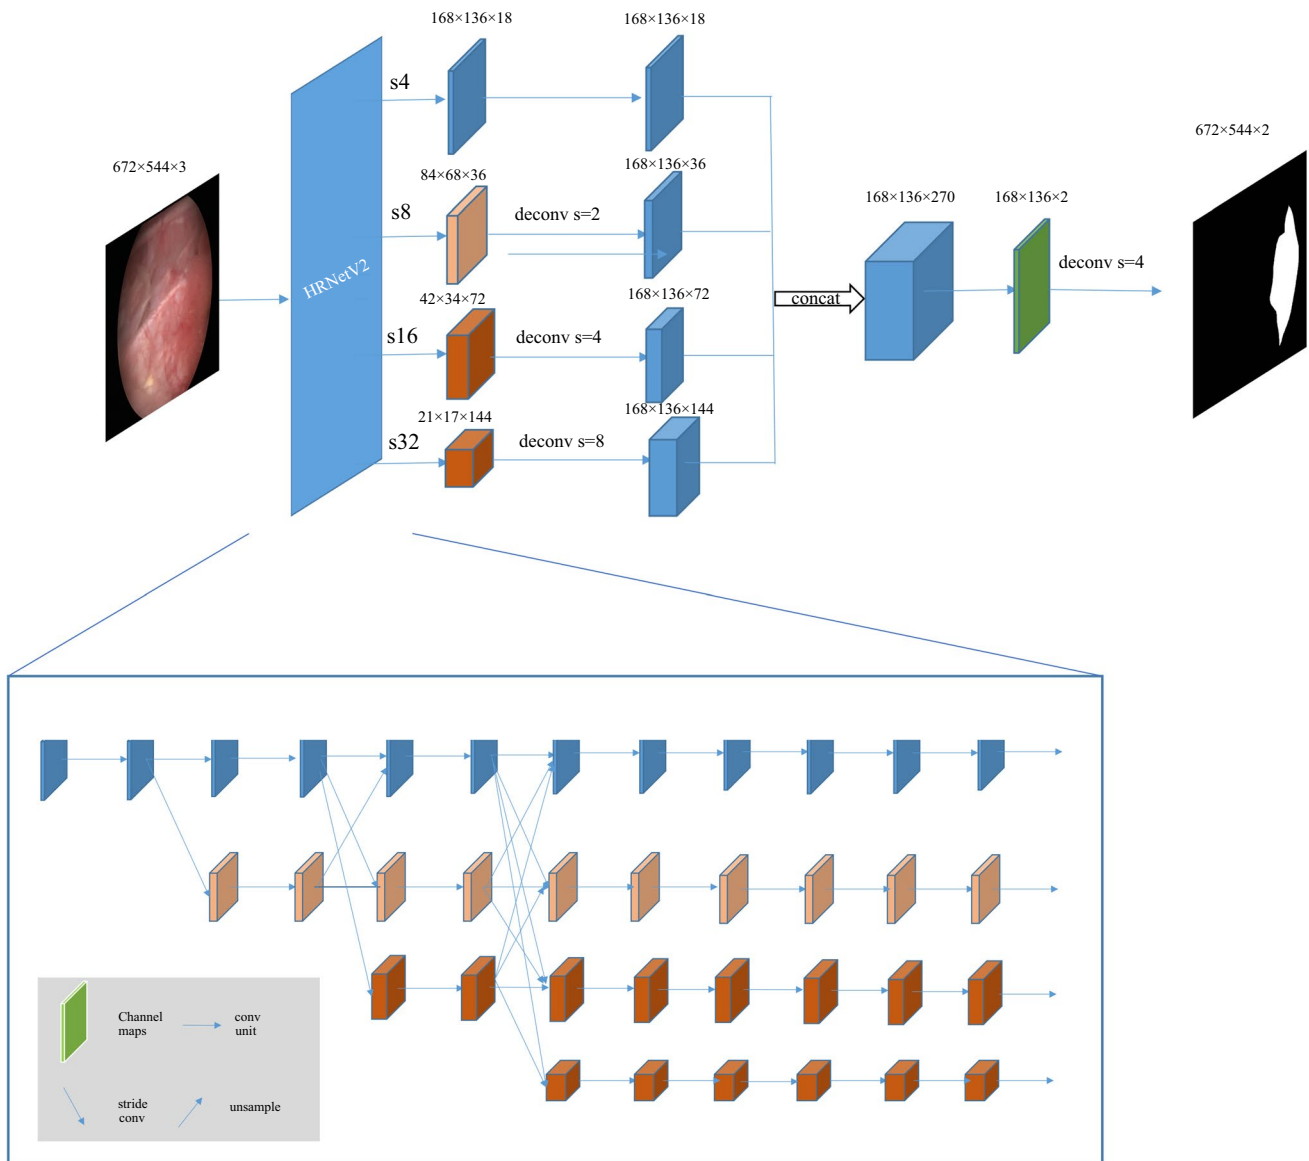 168×136×18
168×136×18
s4
672×544×3
672×544×2
84×68×36
168×136×36
s8
deconv s=2
168×136×270
168×136×2
deconv s=4
HRNetV2
42×34×72
168×136×72
concat
s16
deconv s=4
21×17×144
168×136×144
s32
deconv s=8
Channel
maps
conv
unit
stride
conv
unsample